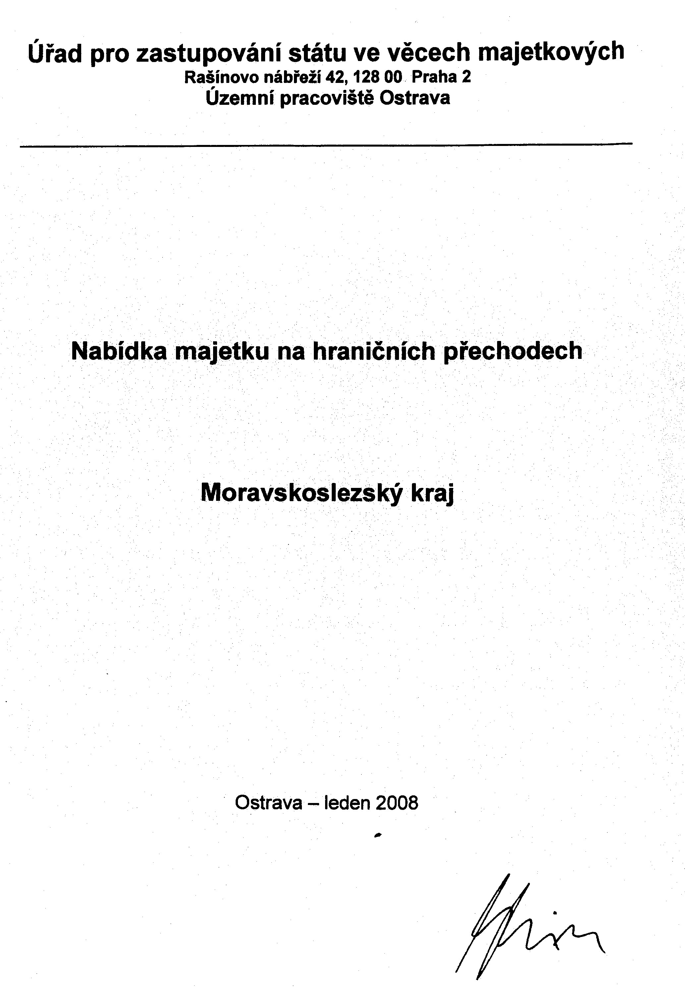 Úřad pro zastupování státu ve věcech majetkových
Rašínovo nábřeží 42, 128 00 Praha 2
Územní pracoviště Ostrava
Nabídka majetku na hraničních přechodech
Moravskoslezský kraj
Ostrava – leden 2008